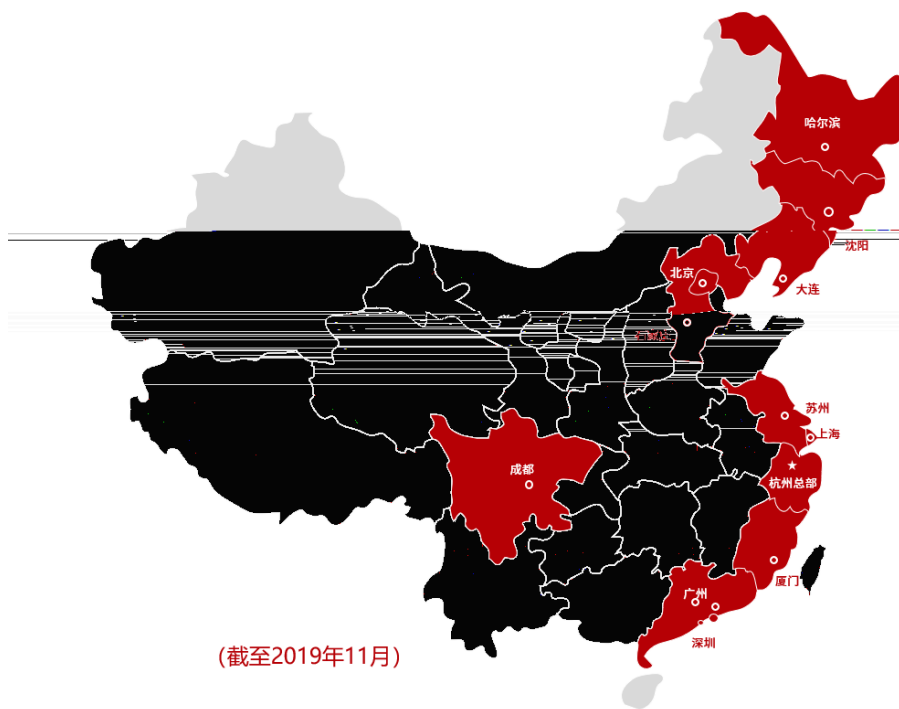 哈尔滨
沈阳
北京
大连
苏州
上海
成都
杭州总部
厦门
广州
深圳
（截至2019年11月）